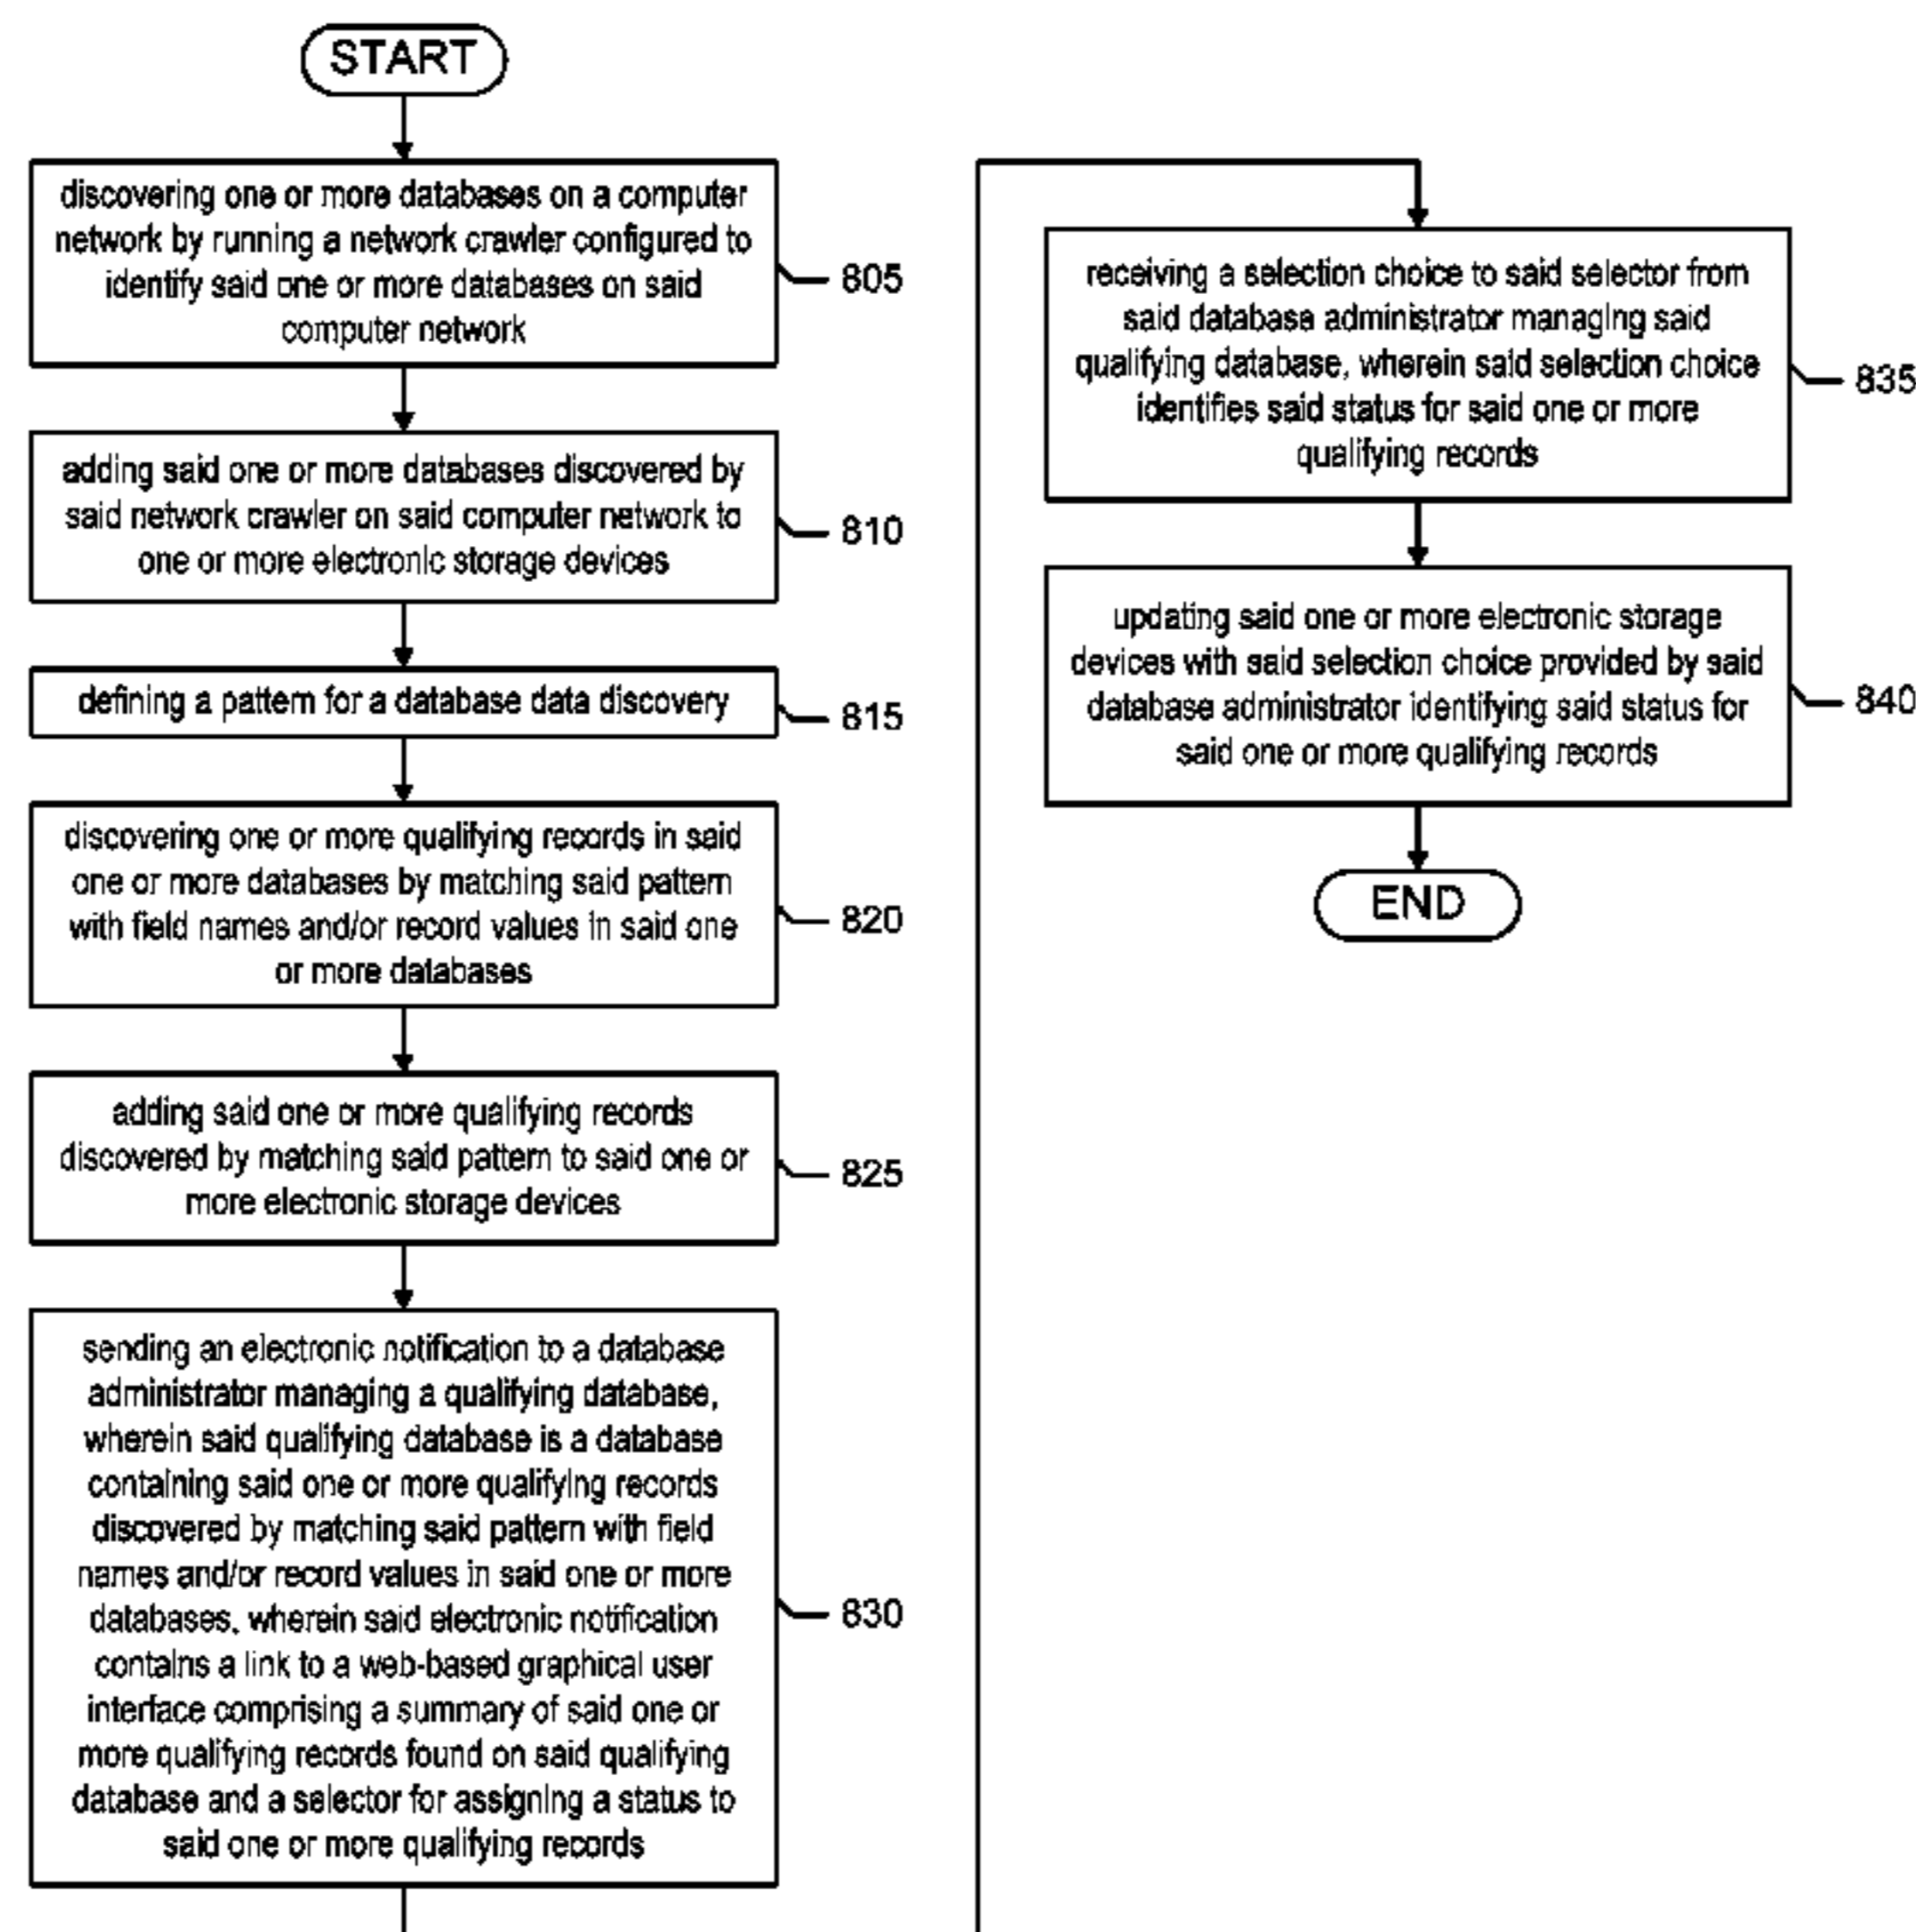 START
discovering one or more databases on a computer
network by running a network crawler configured to
identify said one or more databases on said
computer network
805
adding said one or more databases discovered by
said network crawler on said computer network to
one or more electronic storage devices
810
defining a pattern for a database data discovery
815
discovering one or more qualifying records in said
one or more databases by matching said pattern
with field names and/or record values in said one
or more databases
820
adding said one or more qualifying records
discovered by matching said pattern to said one or
more electronic storage devices
825
sending an electronic notification to a database
administrator managing a qualifying database,
wherein said qualifying database is a database
containing said one or more qualifying records
discovered by matching said pattern with field
names and/or record values in said one or more
databases, wherein said electronic notification
contains a link to a web-based graphical user
interface comprising a summary of said one or
more qualifying records found on said qualifying
database and a selector for assigning a status to
said one or more qualifying records
830
receiving a selection choice to said selector from
said database administrator managing said
qualifying database, wherein said selection choice
identifies said status for said one or more
qualifying records
835
updating said one or more electronic storage
devices with said selection choice provided by said
database administrator identifying said status for
said one or more qualifying records
840
END